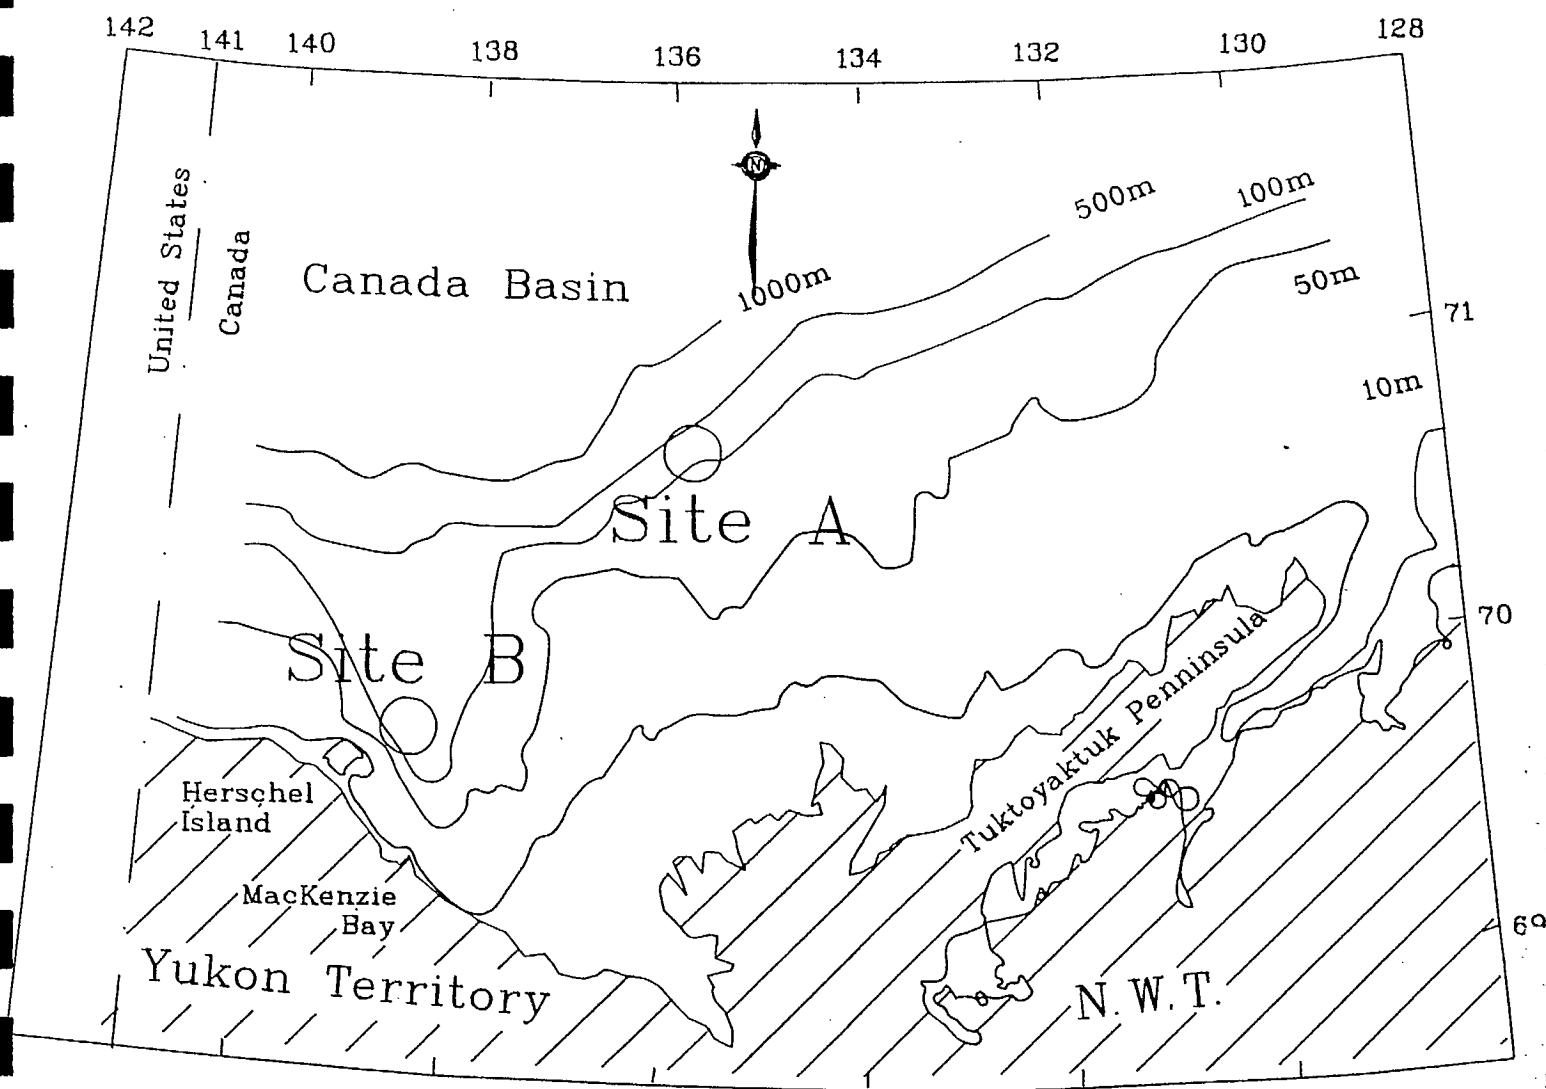 142
141
140
138
136
134
132
130
128
N
United States
Canada
Canada Basin
1000m
500m
100m
50m
71
10m
Site A
70
Site B
Tuktoyaktuk Penninsula
Herschel
Island
MacKenzie
Bay
69
Yukon Territory
N.W.T.